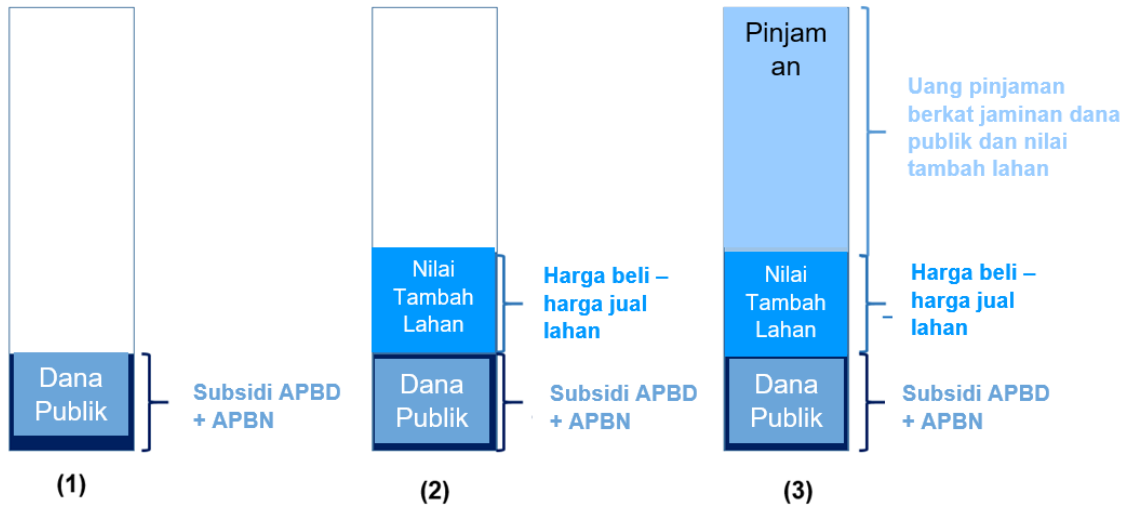 Dana
Publik
Subsidi APBD
+ APBN
(1)
Nilai
Tambah
Lahan
Harga beli –
harga jual
lahan
Dana
Publik
Subsidi APBD
+ APBN
(2)
Pinjam
an
Uang pinjaman
berkat jaminan dana
publik dan nilai
tambah lahan
Nilai
Tambah
Lahan
Harga beli –
harga jual
lahan
Dana
Publik
Subsidi APBD
+ APBN
(3)